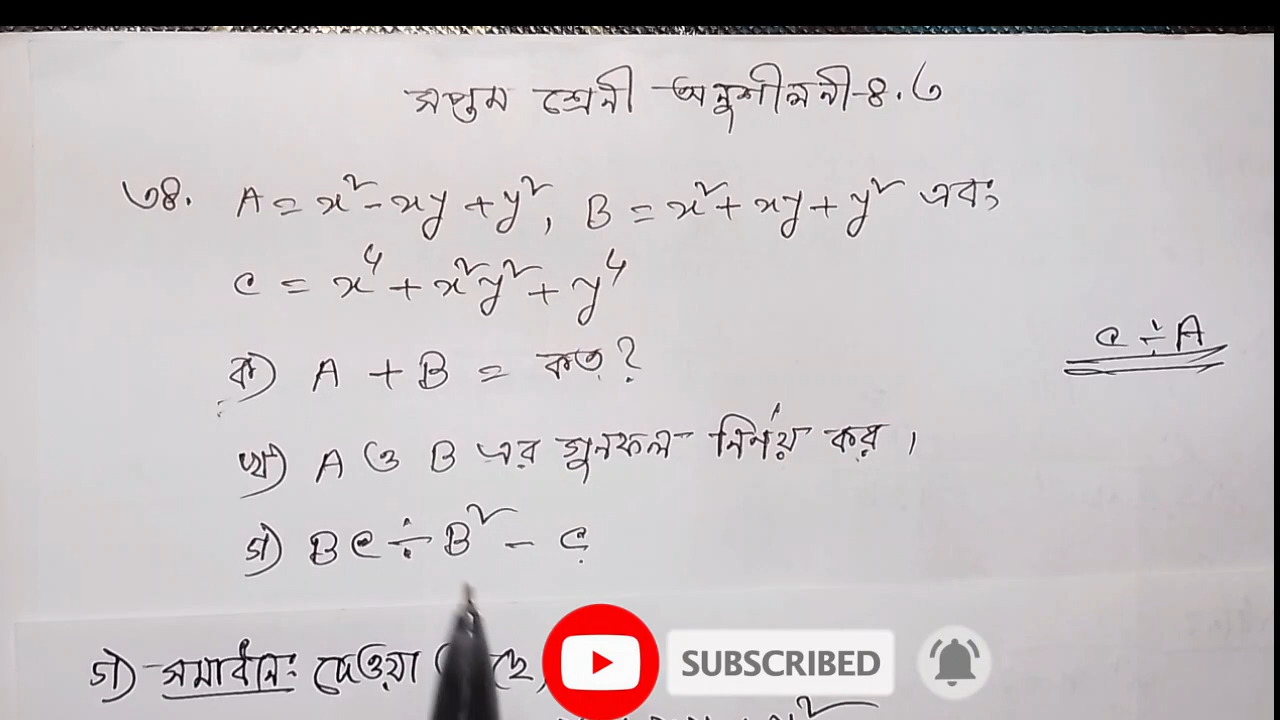 সপ্তম শ্রেনী অনুশীলনী-৪.৩
৩৪. A = x² - xy + y², B = x² + xy + y² এবং
C = x⁴ + x²y² + y⁴
C ÷ A
ক) A + B = কত?
খ) A ও B এর গুনফল নির্ণয় কর।
গ) BC ÷ B² - C
গ) সমাধান: দেওয়া
SUBSCRIBED